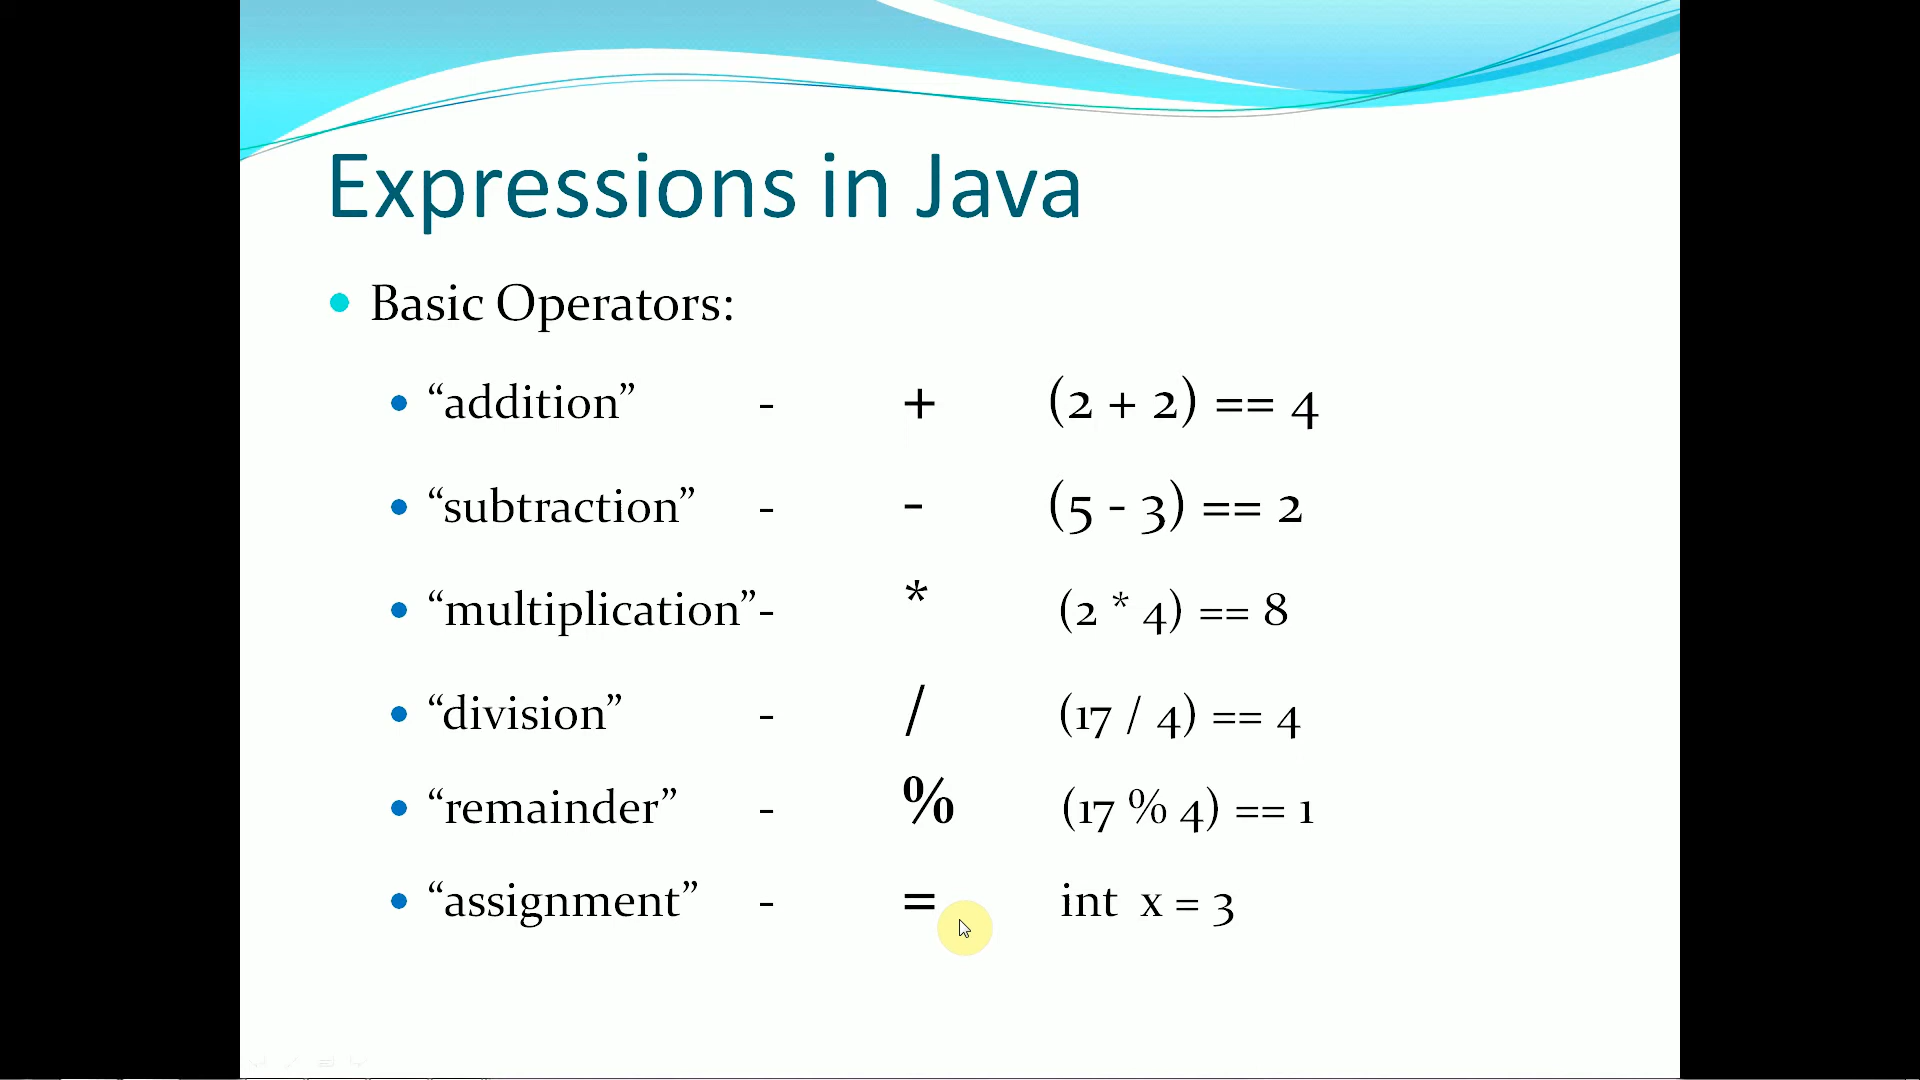 Expressions in Java
• Basic Operators:
• “addition” - + (2 + 2) == 4
• “subtraction” - - (5 - 3) == 2
• “multiplication”- * (2 * 4) == 8
• “division” - / (17 / 4) == 4
• “remainder” - % (17 % 4) == 1
• “assignment” - = int x = 3